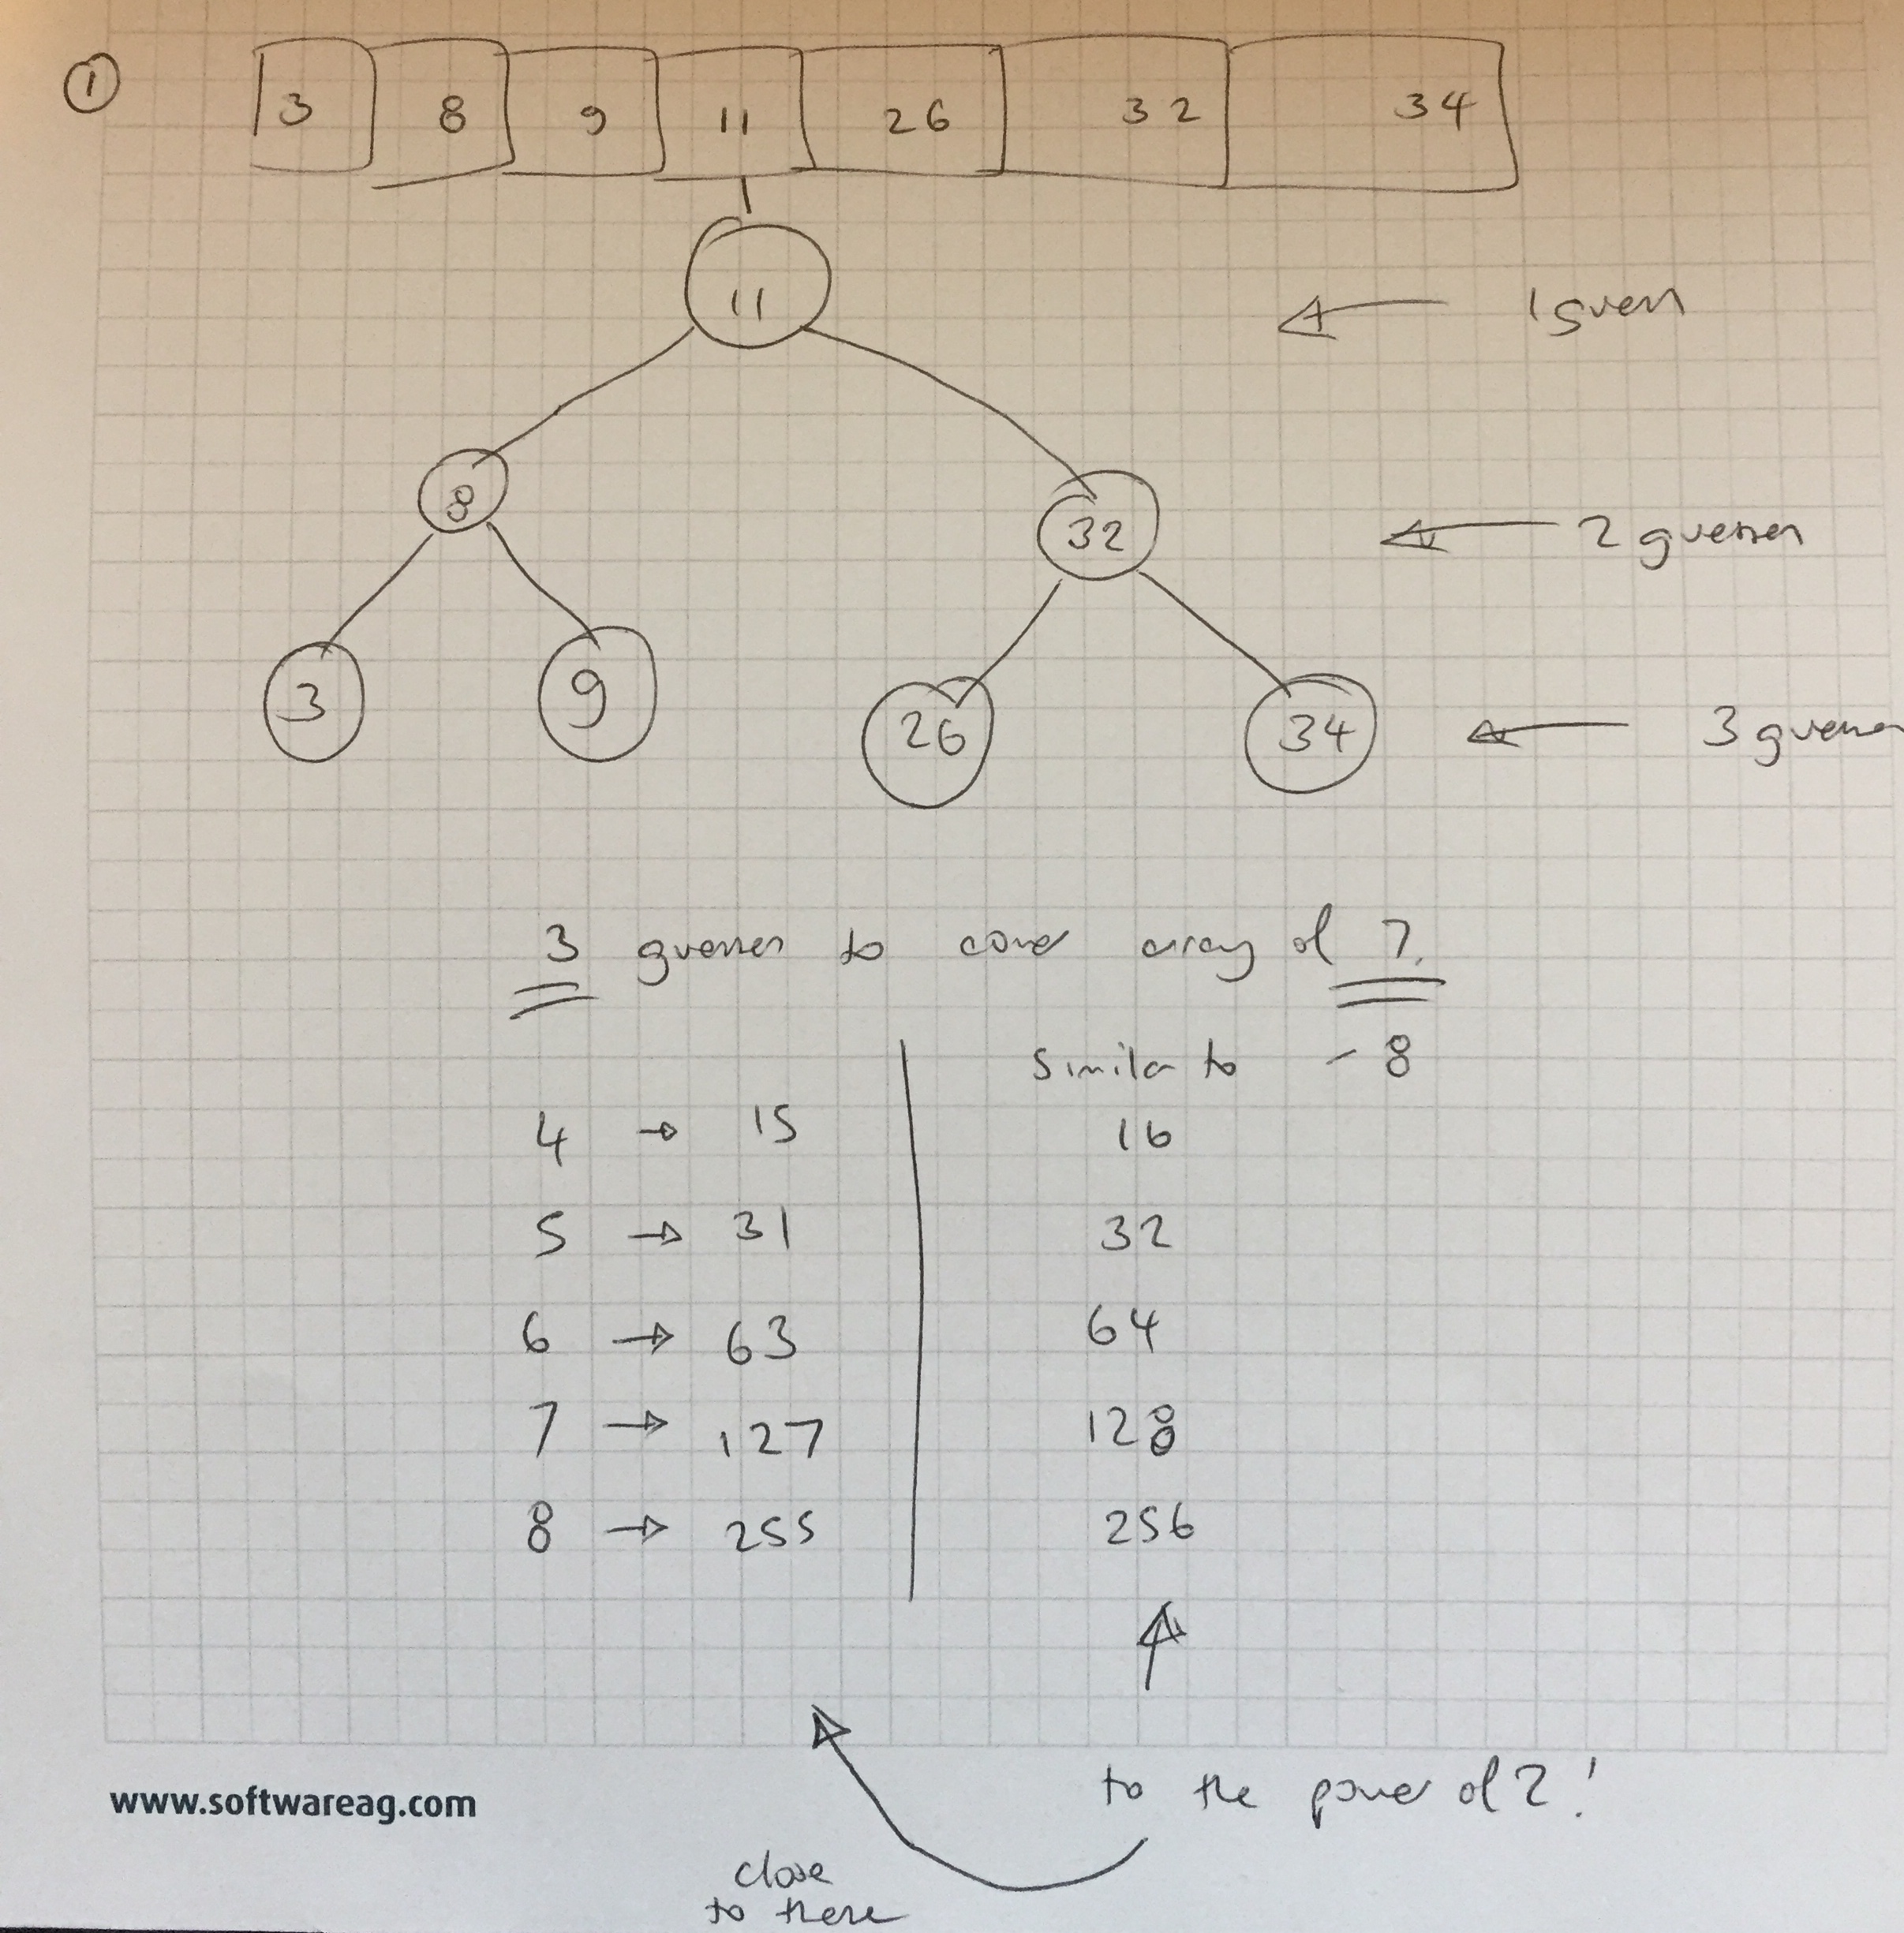 1
3 8 9 11 26 32 34
11
1 guess
8 32
2 guesses
3 9 26 34
3 guesses
3 guesses to cover array of 7.
Similar to - 8
4 → 15 16
5 → 31 32
6 → 63 64
7 → 127 128
8 → 255 256
to the power of 2!
www.softwareag.com
close
to these